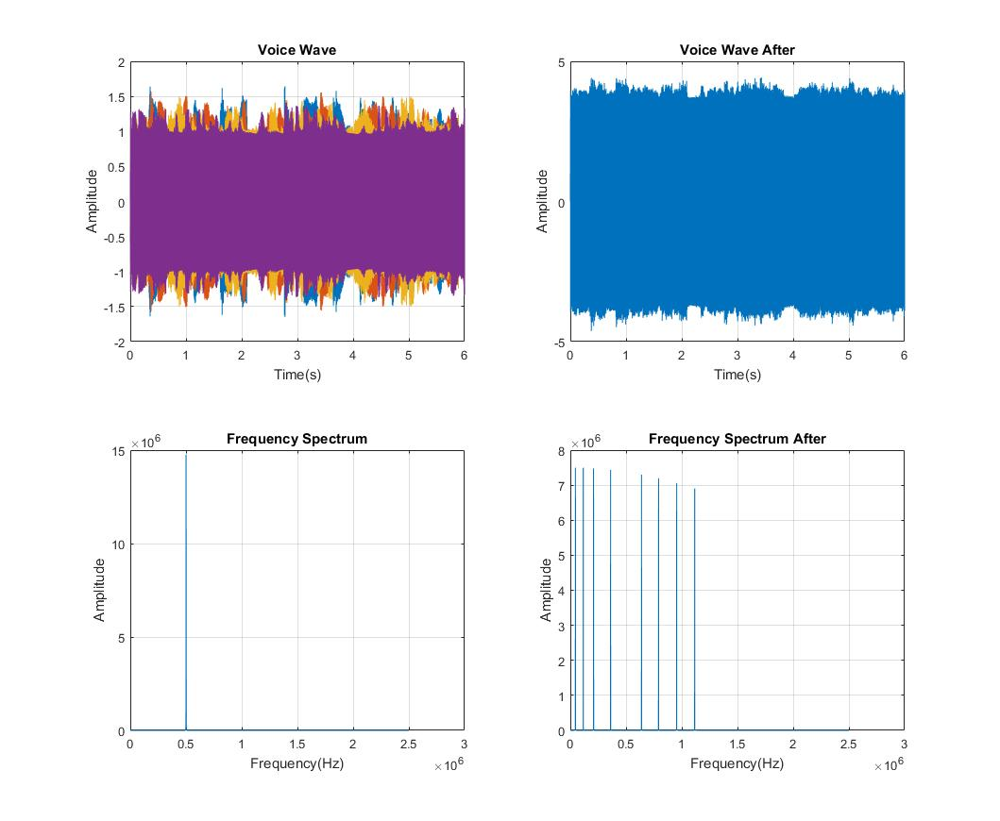 Voice Wave
2
1.5
1
0.5
0
-0.5
-1
-1.5
-2
Amplitude
0 1 2 3 4 5 6
Time(s)
Voice Wave After
5
0
-5
Amplitude
0 1 2 3 4 5 6
Time(s)
Frequency Spectrum
×10^6
15
10
5
0
Amplitude
0 0.5 1 1.5 2 2.5 3
Frequency(Hz)
×10^6
Frequency Spectrum After
×10^6
8
7
6
5
4
3
2
1
0
Amplitude
0 0.5 1 1.5 2 2.5 3
Frequency(Hz)
×10^6